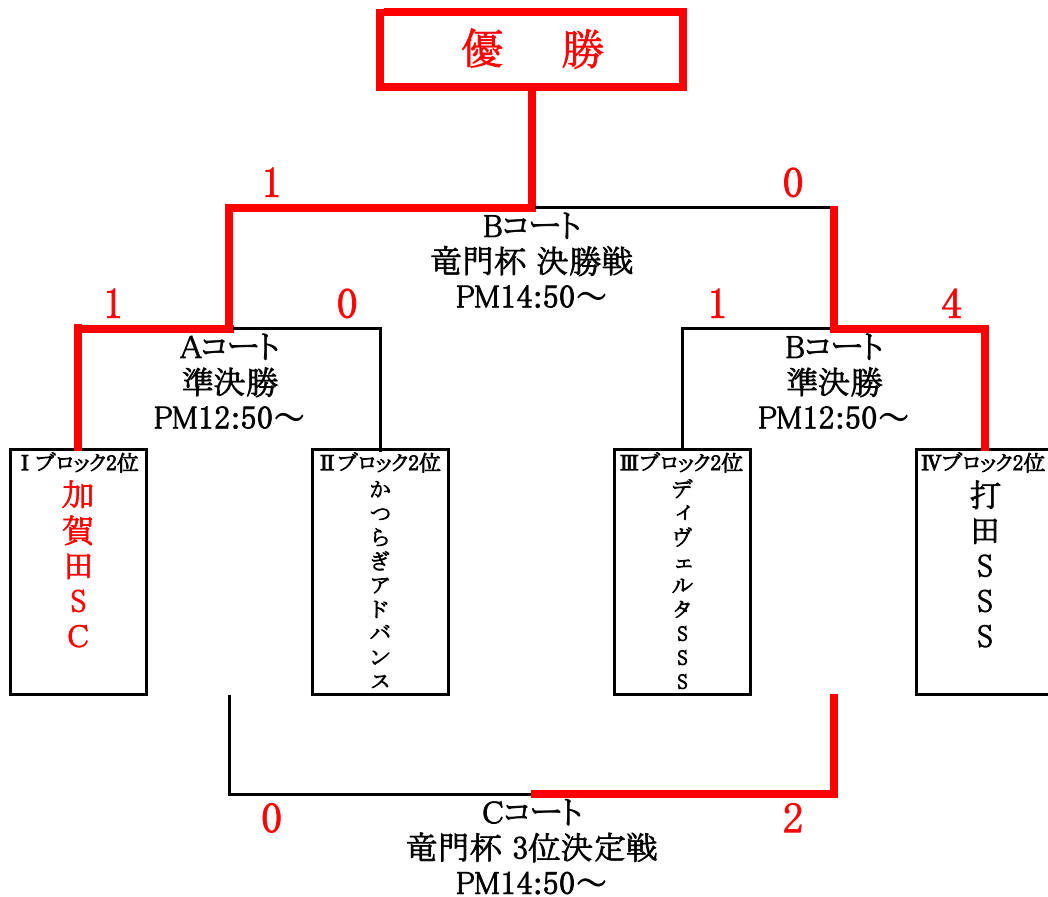 優 勝
1
0
Bコート
竜門杯 決勝戦
PM14:50～
1
0
1
4
Aコート
準決勝
PM12:50～
Bコート
準決勝
PM12:50～
Ⅰブロック2位
加賀田SC
Ⅱブロック2位
かつらぎアドバンス
Ⅲブロック2位
ディヴェルタSSS
Ⅳブロック2位
打田SSS
0
2
Cコート
竜門杯 3位決定戦
PM14:50～